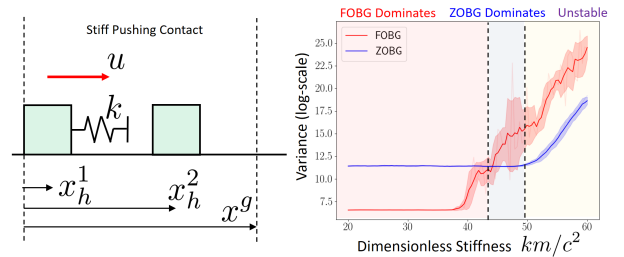 Stiff Pushing Contact
u
k
x_h^1
x_h^2
x^g
FOBG Dominates ZOBG Dominates Unstable
FOBG
ZOBG
Variance (log-scale)
25.0
22.5
20.0
17.5
15.0
12.5
10.0
7.5
20 30 40 50 60
Dimensionless Stiffness km/c^2